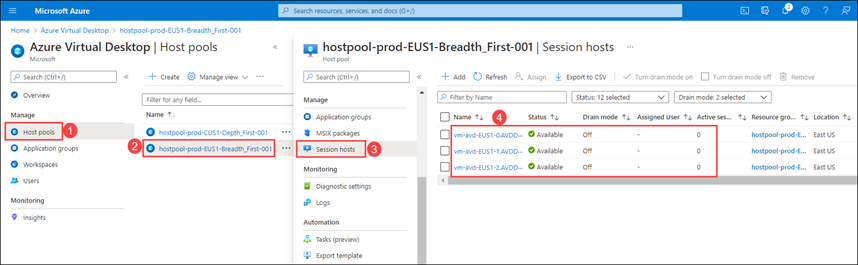 Microsoft Azure
Search resources, services, and docs (G+/)
2
Home > Azure Virtual Desktop > hostpool-prod-EUS1-Breadth_First-001
Azure Virtual Desktop | Host pools
Microsoft
Search (Ctrl+/)
Overview
Manage
Host pools
1
Application groups
Workspaces
Users
Monitoring
Insights
Create
Manage view
Filter for any field...
Name
hostpool-prod-CUS1-Depth_First-001
2
hostpool-prod-EUS1-Breadth_First-001
hostpool-prod-EUS1-Breadth_First-001 | Session hosts
Host pool
Search (Ctrl+/)
Manage
Application groups
MSIX packages
Session hosts
3
Monitoring
Diagnostic settings
Logs
Automation
Tasks (preview)
Export template
Add Refresh Assign Export to CSV Turn drain mode on Turn drain mode off Remove
Filter by Name
Status: 12 selected
Drain mode: 2 selected
Name 4 Status Drain mode Assigned User Active se... Resource gro... Location
vm-avd-EUS1-0.AVDD... Available Off - 0 hostpool-prod-E... East US
vm-avd-EUS1-1.AVDD... Available Off - 0 hostpool-prod-E... East US
vm-avd-EUS1-2.AVDD... Available Off - 0 hostpool-prod-E... East US